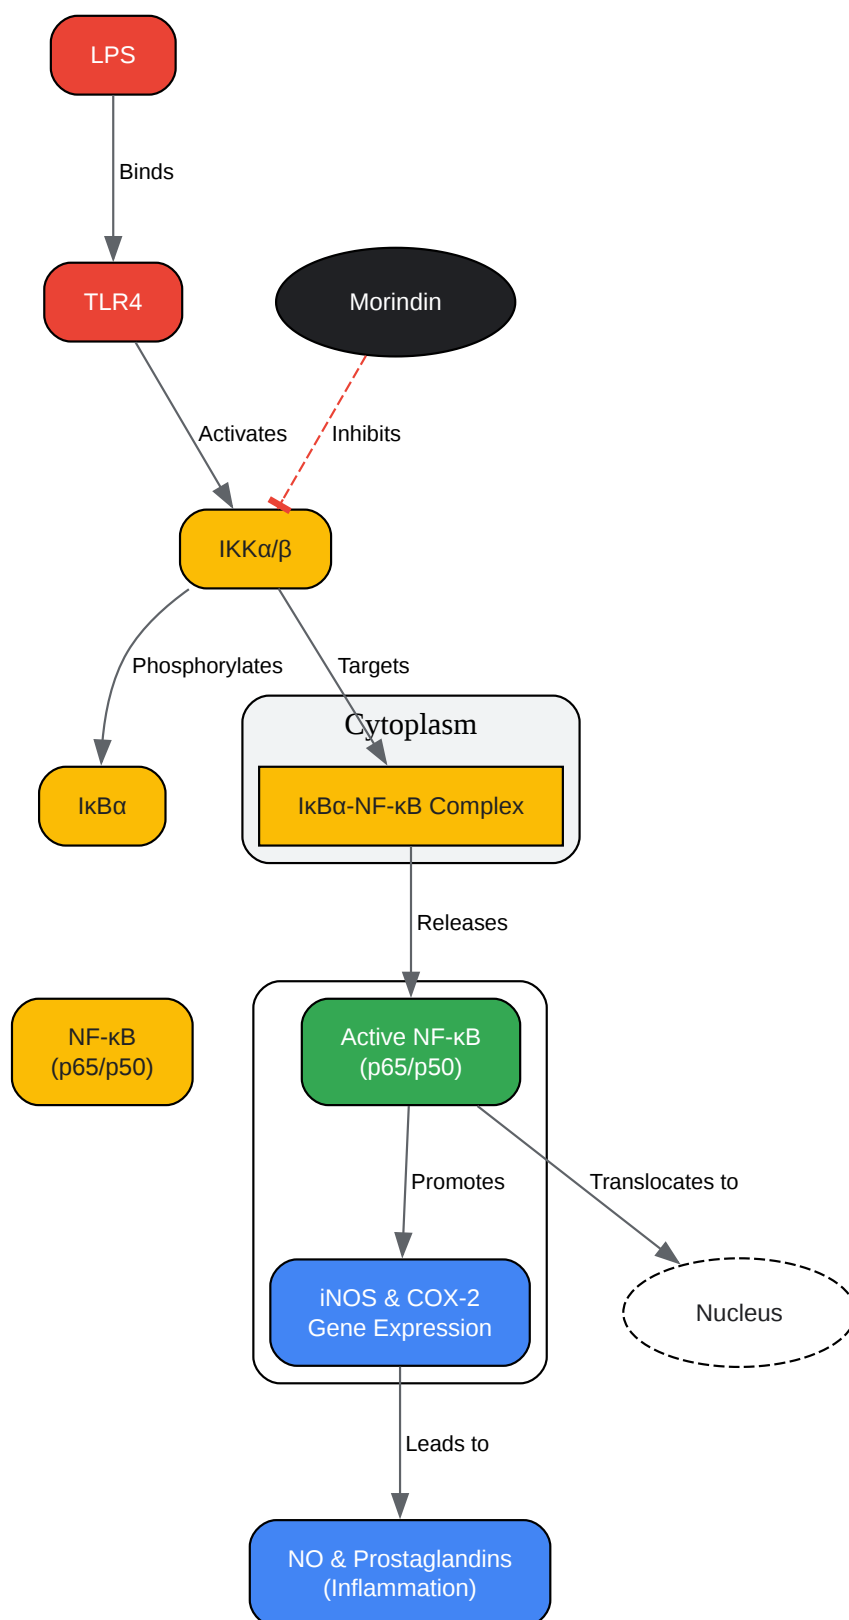 LPS
Binds
TLR4
Morindin
Activates
Inhibits
IKKα/β
Phosphorylates
Targets
Cytoplasm
IκBα
IκBα-NF-κB Complex
Releases
NF-κB
(p65/p50)
Active NF-κB
(p65/p50)
Promotes
Translocates to
iNOS & COX-2
Gene Expression
Nucleus
Leads to
NO & Prostaglandins
(Inflammation)